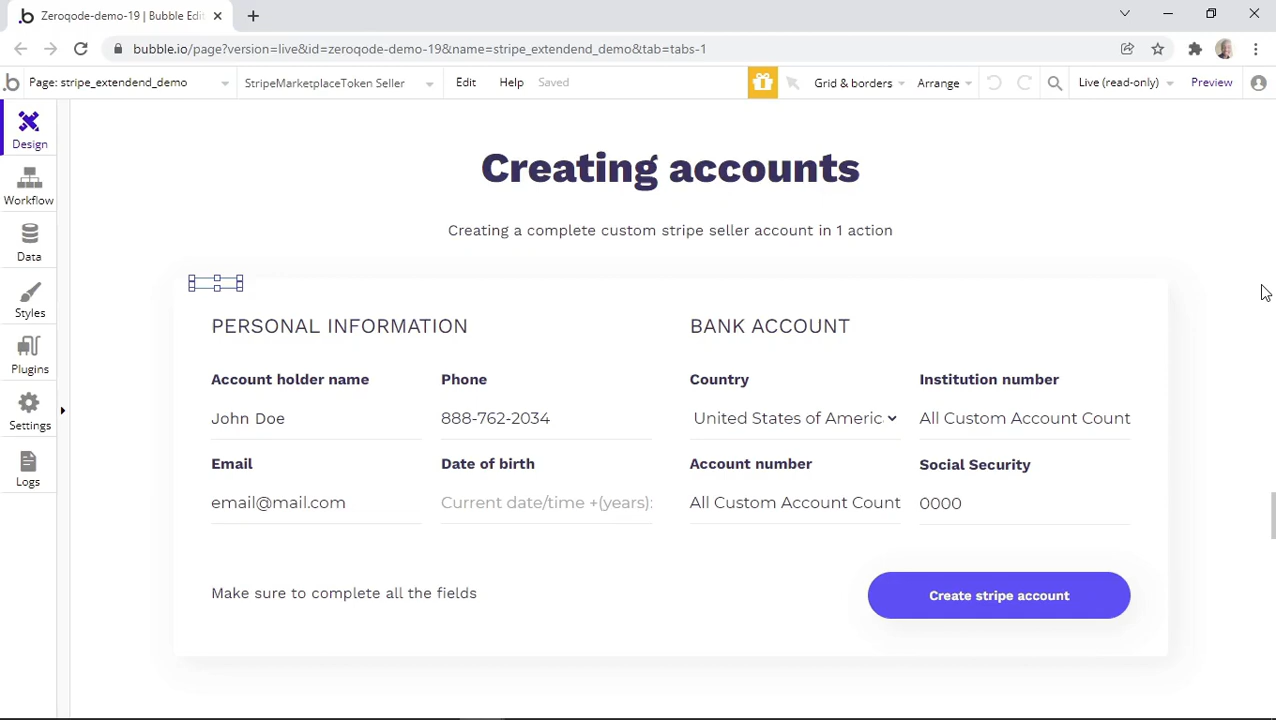 Zeroqode-demo-19 | Bubble Edit
bubble.io/page?version=live&id=zeroqode-demo-19&name=stripe_extendend_demo&tab=tabs-1
Page: stripe_extendend_demo
StripeMarketplaceToken Seller
Edit
Help
Saved
Grid & borders
Arrange
Live (read-only)
Preview
Design
Workflow
Data
Styles
Plugins
Settings
Logs
Creating accounts
Creating a complete custom stripe seller account in 1 action
PERSONAL INFORMATION
BANK ACCOUNT
Account holder name
Phone
Country
Institution number
John Doe
888-762-2034
United States of Americ
All Custom Account Count
Email
Date of birth
Account number
Social Security
email@mail.com
Current date/time +(years):
All Custom Account Count
0000
Make sure to complete all the fields
Create stripe account